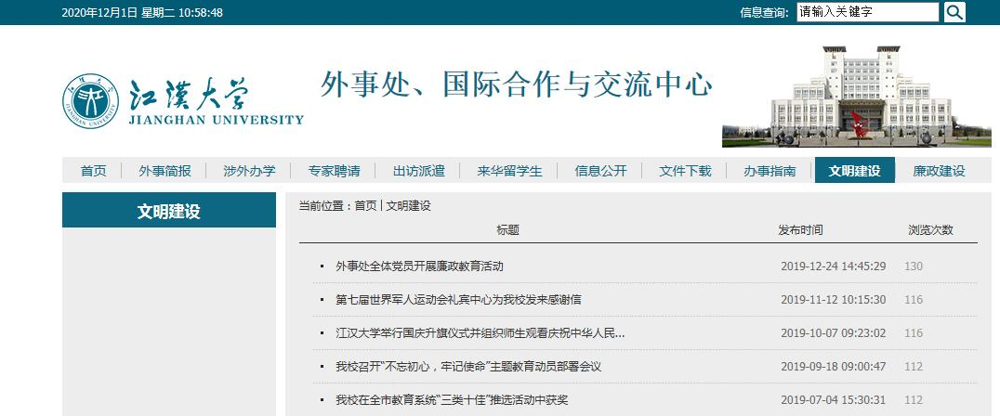 2020年12月1日 星期二 10:58:48 信息查询: 请输入关键字
江漢大学 外事处、国际合作与交流中心
JIANGHAN UNIVERSITY
首页 外事简报 涉外办学 专家聘请 出访派遣 来华留学生 信息公开 文件下载 办事指南 文明建设 廉政建设
文明建设
当前位置：首页 | 文明建设
标题 发布时间 浏览次数
外事处全体党员开展廉政教育活动 2019-12-24 14:45:29 130
第七届世界军人运动会礼宾中心为我校发来感谢信 2019-11-12 10:15:30 116
江汉大学举行国庆升旗仪式并组织师生观看庆祝中华人民... 2019-10-07 09:23:02 116
我校召开“不忘初心，牢记使命”主题教育动员部署会议 2019-09-18 09:00:47 112
我校在全市教育系统“三类十佳”推选活动中获奖 2019-07-04 15:30:31 112